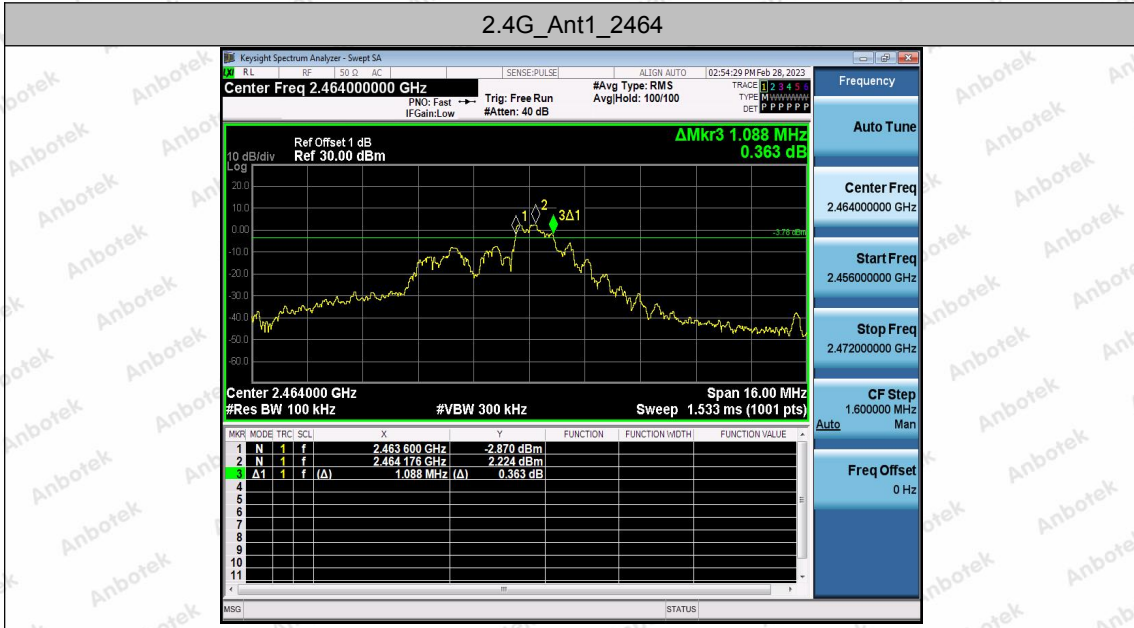 2.4G_Ant1_2464
Keysight Spectrum Analyzer - Swept SA
LXI RL RF 50 Ω AC SENSE:PULSE ALIGN AUTO 02:54:29 PM Feb 28, 2023
Center Freq 2.464000000 GHz
PNO: Fast
IFGain:Low
Trig: Free Run
#Atten: 40 dB
#Avg Type: RMS
Avg|Hold: 100/100
TRACE 1 2 3 4 5 6
TYPE M W W W W W
DET P P P P P P
Frequency
Auto Tune
Center Freq
2.464000000 GHz
Start Freq
2.456000000 GHz
Stop Freq
2.472000000 GHz
CF Step
1.600000 MHz
Auto Man
Freq Offset
0 Hz
ΔMkr3 1.088 MHz
0.363 dB
Ref Offset 1 dB
10 dB/div Ref 30.00 dBm
Log
20.0
10.0
0.00
-10.0
-20.0
-30.0
-40.0
-50.0
-60.0
1
2
3Δ1
-3.78 dBm
Center 2.464000 GHz Span 16.00 MHz
#Res BW 100 kHz #VBW 300 kHz Sweep 1.533 ms (1001 pts)
MKR MODE TRC SCL X Y FUNCTION FUNCTION WIDTH FUNCTION VALUE
1 N 1 f 2.463 600 GHz -2.870 dBm
2 N 1 f 2.464 176 GHz 2.224 dBm
3 Δ1 1 f (Δ) 1.088 MHz (Δ) 0.363 dB
4
5
6
7
8
9
10
11
MSG STATUS
Anbotek